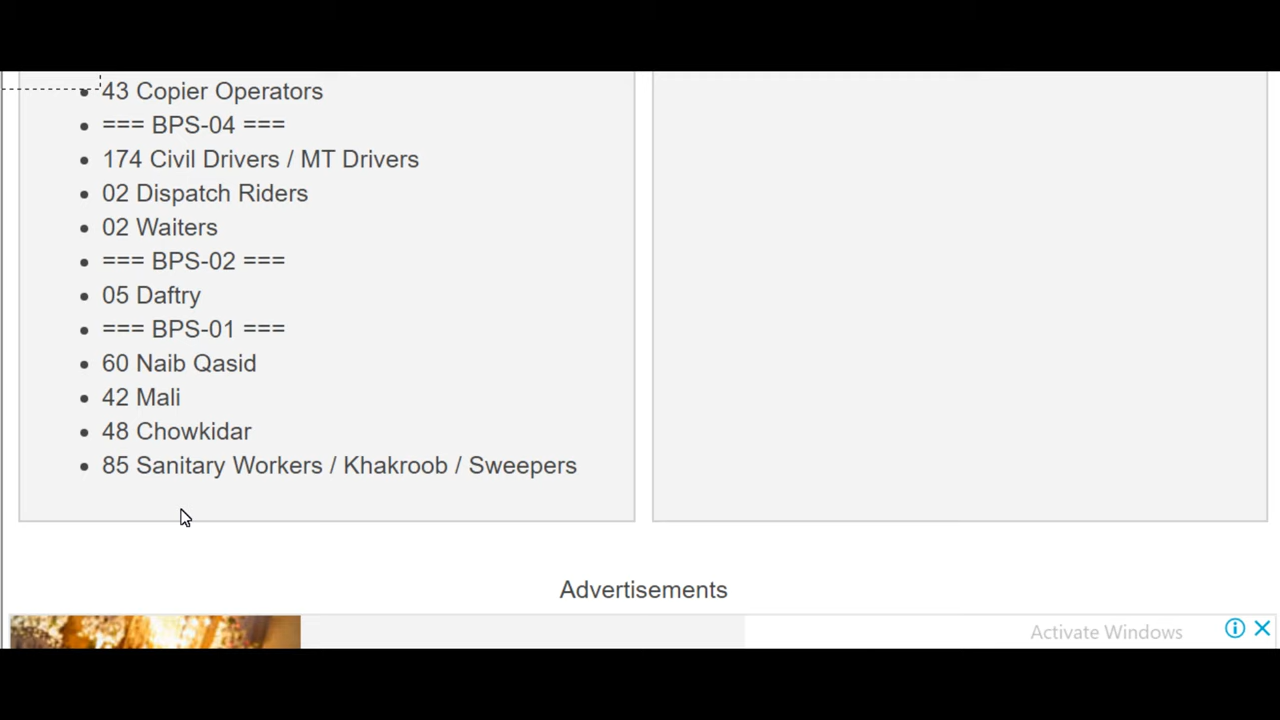 43 Copier Operators
=== BPS-04 ===
174 Civil Drivers / MT Drivers
02 Dispatch Riders
02 Waiters
=== BPS-02 ===
05 Daftry
=== BPS-01 ===
60 Naib Qasid
42 Mali
48 Chowkidar
85 Sanitary Workers / Khakroob / Sweepers
Advertisements
Activate Windows